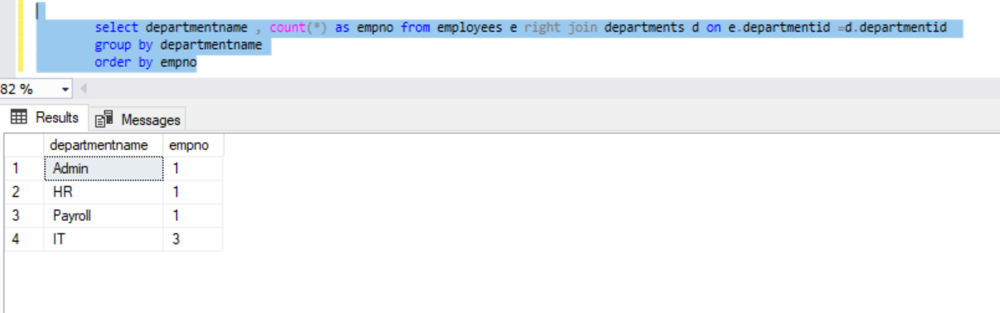 select departmentname , count(*) as empno from employees e right join departments d on e.departmentid =d.departmentid
group by departmentname
order by empno
82 %
Results Messages
departmentname empno
1 Admin 1
2 HR 1
3 Payroll 1
4 IT 3